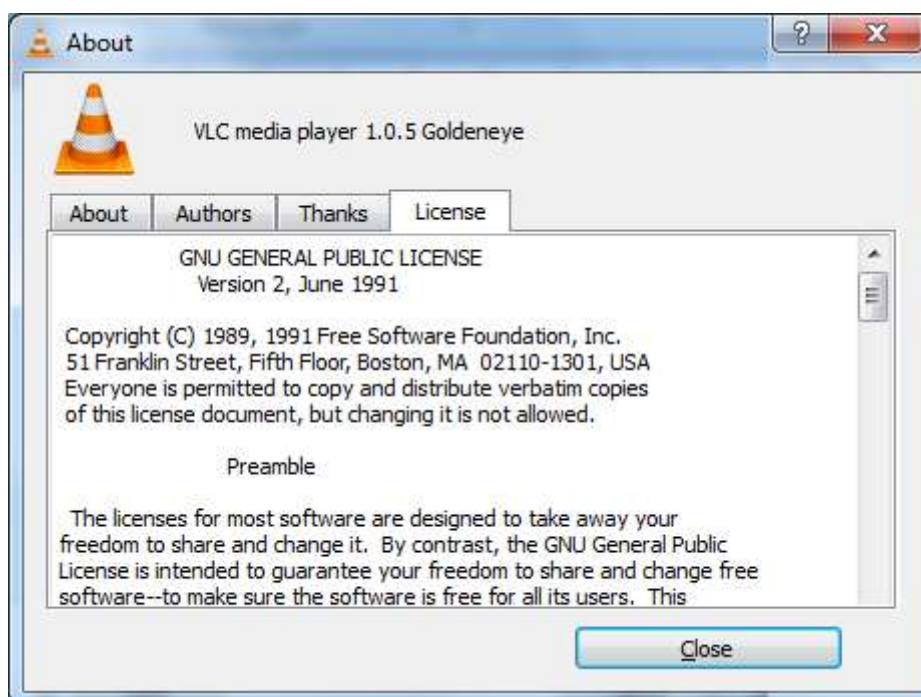 About
VLC media player 1.0.5 Goldeneye
About Authors Thanks License
GNU GENERAL PUBLIC LICENSE
Version 2, June 1991
Copyright (C) 1989, 1991 Free Software Foundation, Inc.
51 Franklin Street, Fifth Floor, Boston, MA  02110-1301, USA
Everyone is permitted to copy and distribute verbatim copies
of this license document, but changing it is not allowed.
Preamble
The licenses for most software are designed to take away your
freedom to share and change it.  By contrast, the GNU General Public
License is intended to guarantee your freedom to share and change free
software--to make sure the software is free for all its users.  This
Close